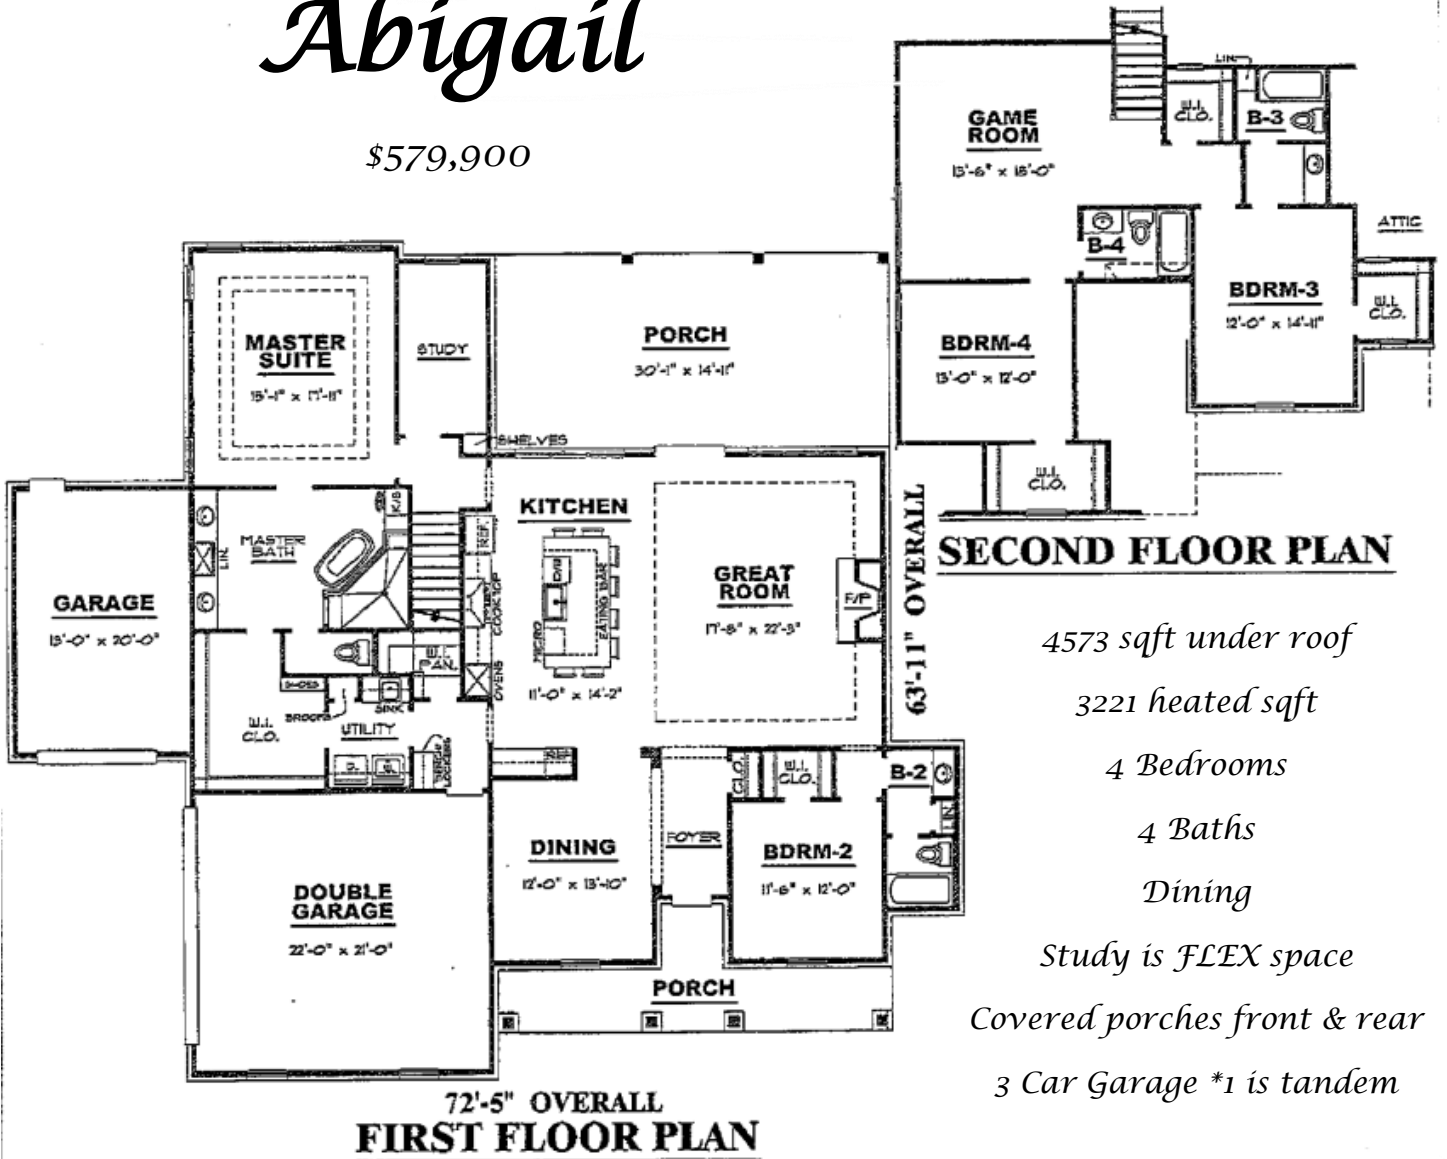 Abigail
$579,900
LIN.
W.I.
CLO.
B-3
GAME
ROOM
13'-6" x 18'-0"
ATTIC
B-4
BDRM-3
12'-0" x 14'-11"
W.I.
CLO.
BDRM-4
13'-0" x 12'-0"
W.I.
CLO.
SECOND FLOOR PLAN
MASTER
SUITE
15'-1" x 17'-11"
STUDY
PORCH
30'-1" x 14'-11"
SHELVES
KITCHEN
REF.
MASTER
BATH
LIN.
COOKTOP
D/W
EATING BAR
MICRO
OVENS
11'-0" x 14'-2"
GREAT
ROOM
17'-8" x 22'-3"
F/P
63'-11" OVERALL
GARAGE
13'-0" x 20'-0"
W.I.
PAN.
SHOES
BROOMS
SINK
W.I.
CLO.
UTILITY
D.
W.
LOCKERS
REF.
CLO.
W.I.
CLO.
B-2
LIN.
DINING
12'-0" x 13'-10"
FOYER
BDRM-2
11'-6" x 12'-0"
DOUBLE
GARAGE
22'-0" x 21'-0"
PORCH
72'-5" OVERALL
FIRST FLOOR PLAN
4573 sqft under roof
3221 heated sqft
4 Bedrooms
4 Baths
Dining
Study is FLEX space
Covered porches front & rear
3 Car Garage *1 is tandem